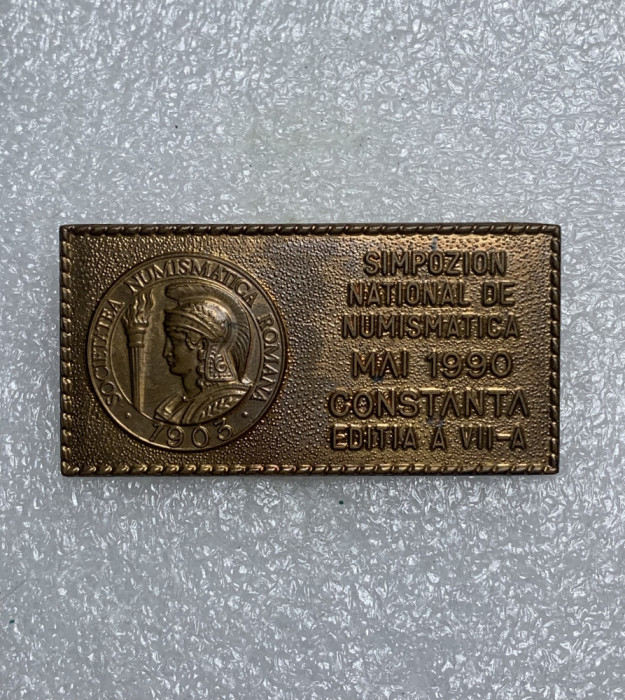 SOCIETATEA NUMISMATICA ROMANA
· 1903 ·
SIMPOZION
NATIONAL DE
NUMISMATICA
MAI 1990
CONSTANTA
EDITIA A VII-A